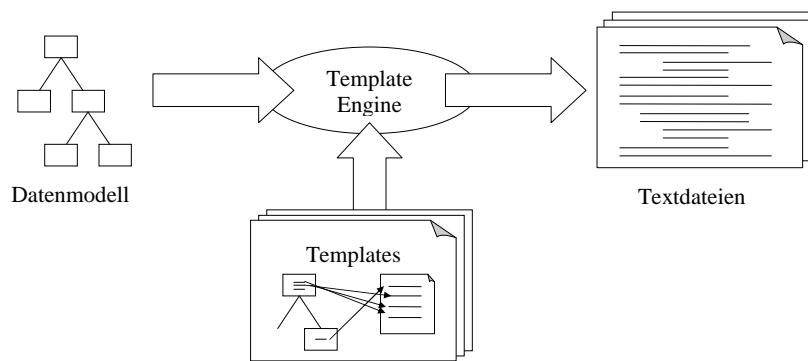 Template
Engine
Datenmodell
Textdateien
Templates